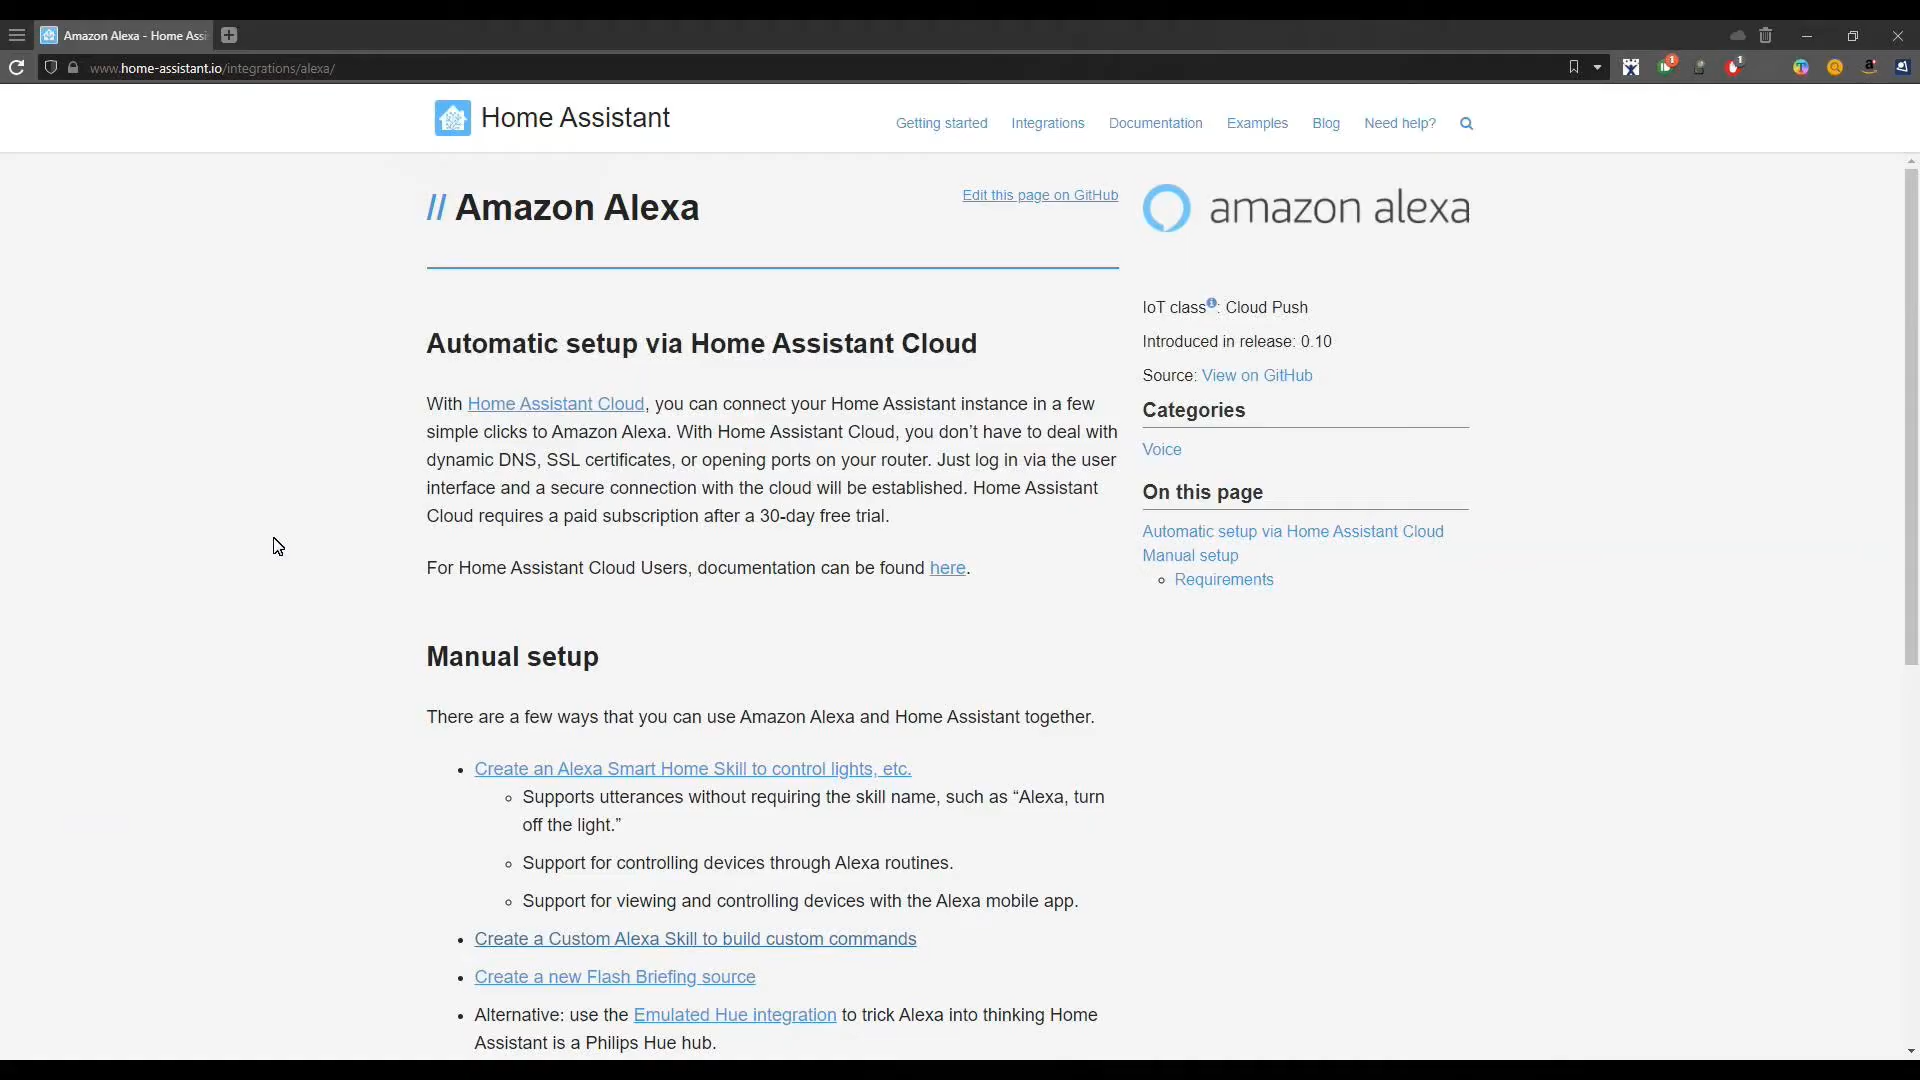 Amazon Alexa - Home Assi
www.home-assistant.io/integrations/alexa/
1
1
Home Assistant
Getting started
Integrations
Documentation
Examples
Blog
Need help?
// Amazon Alexa
Edit this page on GitHub
amazon alexa
Automatic setup via Home Assistant Cloud
With Home Assistant Cloud, you can connect your Home Assistant instance in a few
simple clicks to Amazon Alexa. With Home Assistant Cloud, you don’t have to deal with
dynamic DNS, SSL certificates, or opening ports on your router. Just log in via the user
interface and a secure connection with the cloud will be established. Home Assistant
Cloud requires a paid subscription after a 30-day free trial.
For Home Assistant Cloud Users, documentation can be found here.
Manual setup
There are a few ways that you can use Amazon Alexa and Home Assistant together.
• Create an Alexa Smart Home Skill to control lights, etc.
◦ Supports utterances without requiring the skill name, such as “Alexa, turn
off the light.”
◦ Support for controlling devices through Alexa routines.
◦ Support for viewing and controlling devices with the Alexa mobile app.
• Create a Custom Alexa Skill to build custom commands
• Create a new Flash Briefing source
• Alternative: use the Emulated Hue integration to trick Alexa into thinking Home
Assistant is a Philips Hue hub.
IoT class: Cloud Push
Introduced in release: 0.10
Source: View on GitHub
Categories
Voice
On this page
Automatic setup via Home Assistant Cloud
Manual setup
◦ Requirements